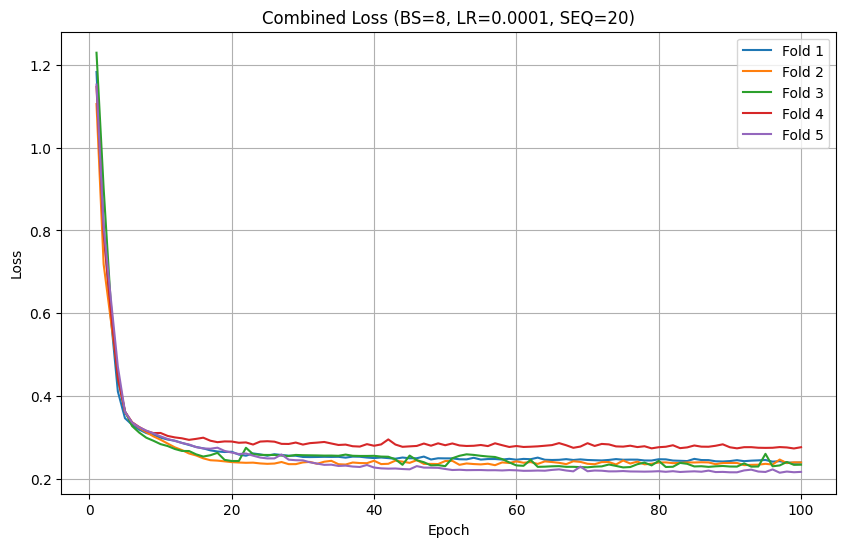 Combined Loss (BS=8, LR=0.0001, SEQ=20)
Fold 1
Fold 2
Fold 3
Fold 4
Fold 5
Loss
1.2
1.0
0.8
0.6
0.4
0.2
0
20
40
60
80
100
Epoch